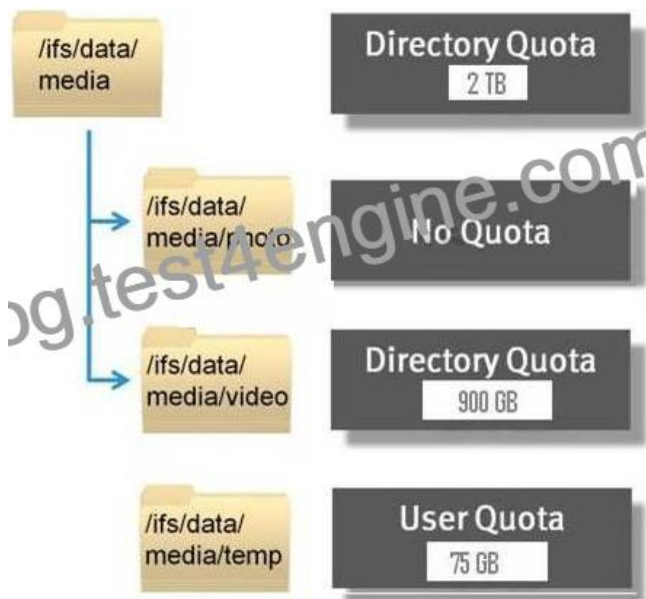 /ifs/data/
media
Directory Quota
2 TB
/ifs/data/
media/photo
No Quota
/ifs/data/
media/video
Directory Quota
900 GB
/ifs/data/
media/temp
User Quota
75 GB
og.test4engine.com